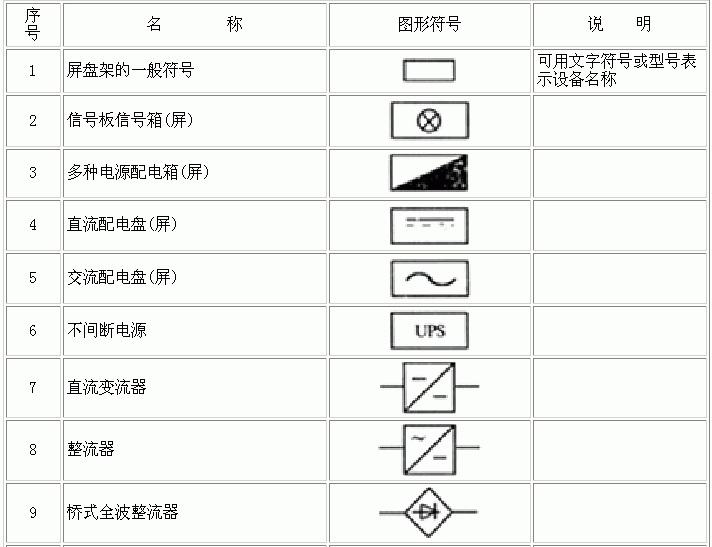 序号 名 称 图形符号 说 明
1 屏盘架的一般符号 可用文字符号或型号表示设备名称
2 信号板信号箱(屏)
3 多种电源配电箱(屏)
4 直流配电盘(屏)
5 交流配电盘(屏)
6 不间断电源 UPS
7 直流变流器
8 整流器
9 桥式全波整流器